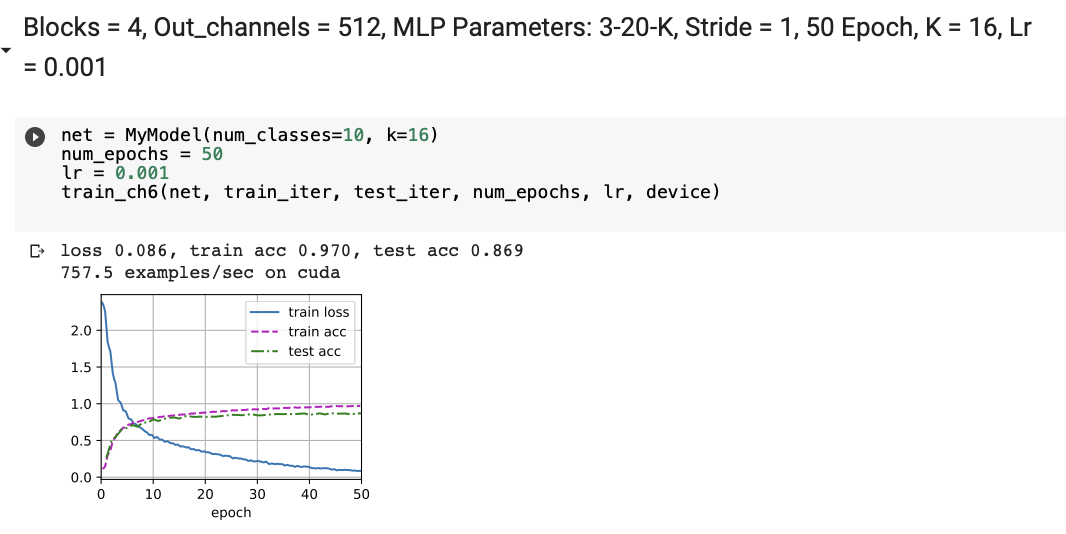 Blocks = 4, Out_channels = 512, MLP Parameters: 3-20-K, Stride = 1, 50 Epoch, K = 16, Lr
= 0.001
net = MyModel(num_classes=10, k=16)
num_epochs = 50
lr = 0.001
train_ch6(net, train_iter, test_iter, num_epochs, lr, device)
loss 0.086, train acc 0.970, test acc 0.869
757.5 examples/sec on cuda
train loss
train acc
test acc
2.0
1.5
1.0
0.5
0.0
0 10 20 30 40 50
epoch